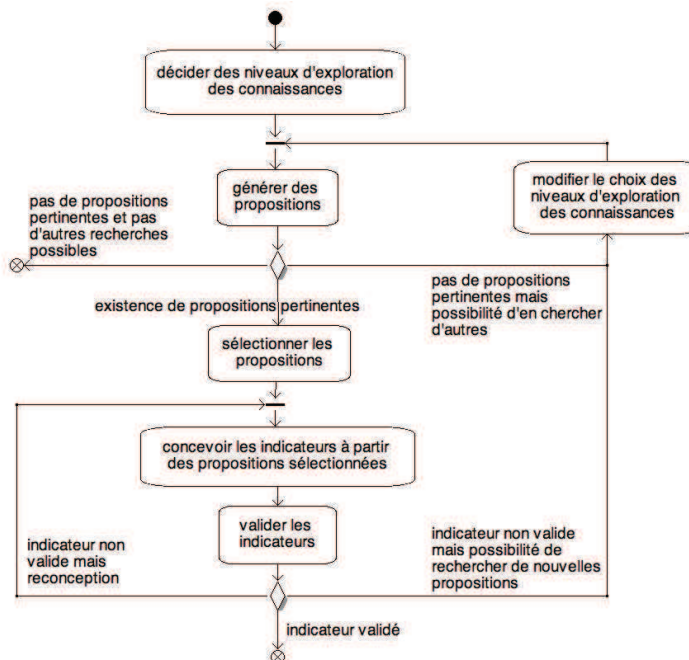 décider des niveaux d'exploration
des connaissances
générer des
propositions
modifier le choix des
niveaux d'exploration
des connaissances
pas de propositions
pertinentes et pas
d'autres recherches
possibles
pas de propositions
pertinentes mais
possibilité d'en chercher
d'autres
existence de propositions pertinentes
sélectionner les
propositions
concevoir les indicateurs à partir
des propositions sélectionnées
valider les
indicateurs
indicateur non
valide mais
reconception
indicateur non valide
mais possibilité de
rechercher de nouvelles
propositions
indicateur validé